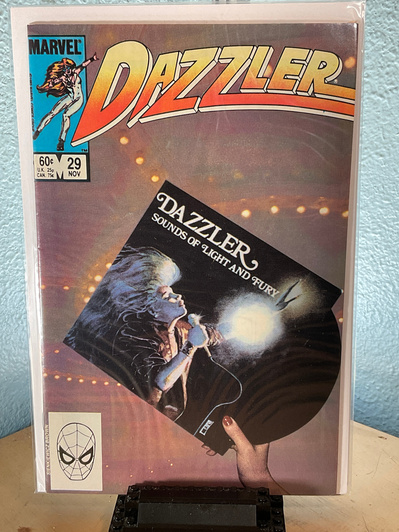 MARVEL
DAZZLER
60¢
U.K. 25p
CAN. 75¢
29
NOV
DAZZLER
SOUNDS OF LIGHT AND FURY